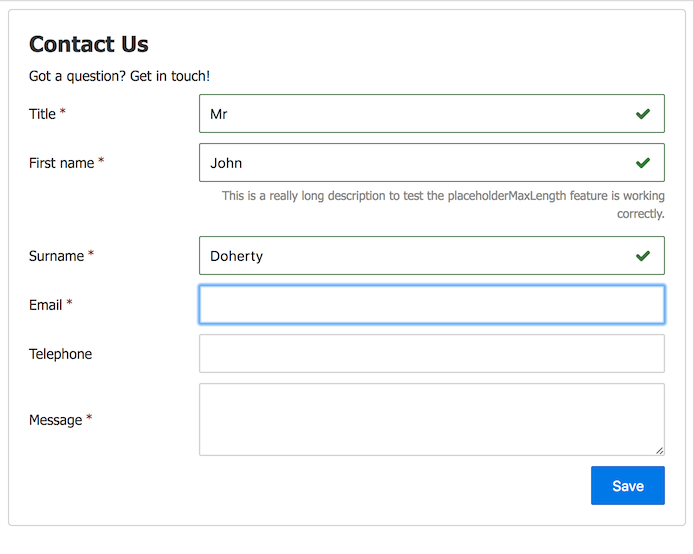 Contact Us
Got a question? Get in touch!
Title * Mr
First name * John
This is a really long description to test the placeholderMaxLength feature is working
correctly.
Surname * Doherty
Email *
Telephone
Message *
Save